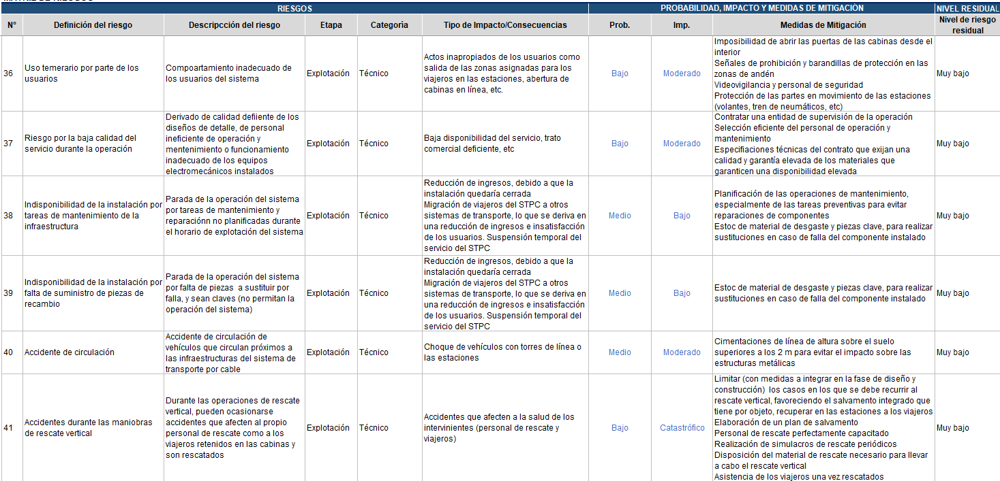 RIESGOS
PROBABILIDAD, IMPACTO Y MEDIDAS DE MITIGACIÓN
NIVEL RESIDUAL
N°
Definición del riesgo
Descripcción del riesgo
Etapa
Categoría
Tipo de Impacto/Consecuencias
Prob.
Imp.
Medidas de Mitigación
Nivel de riesgo
residual
36
Uso temerario por parte de los
usuarios
Compoartamiento inadecuado de
los usuarios del sistema
Explotación
Técnico
Actos inapropiados de los usuarios como
salida de las zonas asignadas para los
viajeros en las estaciones, abertura de
cabinas en línea, etc.
Bajo
Moderado
Imposibilidad de abrir las puertas de las cabinas desde el
interior
Señales de prohibición y barandillas de protección en las
zonas de andén
Videovigilancia y personal de seguridad
Protección de las partes en movimiento de las estaciones
(volantes, tren de neumáticos, etc)
Muy bajo
37
Riesgo por la baja calidad del
servicio durante la operación
Derivado de calidad defiiente de los
diseños de detalle, de personal
ineficiente de operación y
mentenimiento o funcionamiento
inadecuado de los equipos
electromecánicos instalados
Explotación
Técnico
Baja disponibilidad del servicio, trato
comercial deficiente, etc
Bajo
Moderado
Contratar una entidad de supervisión de la operación
Selección eficiente del personal de operación y
mantenimiento
Especifiaciones técnicas del contrato que exijan una
calidad y garantía elevada de los materiales que
garanticen una disponibilidad elevada
Muy bajo
38
Indisponibilidad de la instalación por
tareas de mantenimiento de la
infraestructura
Parada de la operación del sistema
por tareas de mantenimiento y
reparaciónn no planificadas durante
el horario de explotación del sistema
Explotación
Técnico
Reducción de ingresos, debido a que la
instalación quedaría cerrada
Migración de viajeros del STPC a otros
sistemas de transporte, lo que se deriva en
una reducción de ingresos e insatisfacción
de los usuarios. Suspensión temporal del
servicio del STPC
Medio
Bajo
Planificación de las operaciones de mantenimiento,
especialmente de las tareas preventivas para evitar
reparaciones de componentes
Estoc de material de desgaste y piezas clave, para realizar
sustituciones en caso de falla del componente instalado
Muy bajo
39
Indisponibilidad de la instalación por
falta de suministro de piezas de
recambio
Parada de la operación del sistema
por falta de piezas a sustituir por
falla, y sean claves (no permitan la
operación del sistema)
Explotación
Técnico
Reducción de ingresos, debido a que la
instalación quedaría cerrada
Migración de viajeros del STPC a otros
sistemas de transporte, lo que se deriva en
una reducción de ingresos e insatisfacción
de los usuarios. Suspensión temporal del
servicio del STPC
Medio
Bajo
Estoc de material de desgaste y piezas clave, para realizar
sustituciones en caso de falla del componente instalado
Muy bajo
40
Accidente de circulación
Accidente de circulación de
vehículos que circulan próximos a
las infraestructuras del sistema de
transporte por cable
Explotación
Técnico
Choque de vehículos con torres de línea o
las estaciones
Medio
Moderado
Cimentaciones de línea de altura sobre el suelo
superiores a los 2 m para evitar el impacto sobre las
estructuras metálicas
Muy bajo
41
Accidentes durante las maniobras
de rescate vertical
Durante las operaciones de rescate
vertical, pueden ocasionarse
accidentes que afecten al propio
personal de rescate como a los
viajeros retenidos en las cabinas y
son rescatados
Explotación
Técnico
Accidentes que afecten a la salud de los
intervinientes (personal de rescate y
viajeros)
Bajo
Catastrófico
Limitar (con medidas a integrar en la fase de diseño y
construcción) los casos en los que se debe recurrir al
rescate vertical, favoreciendo el salvamento integrado que
tiene por objeto, recuperar en las estaciones a los viajeros
Elaboración de un plan de salvamento
Personal de rescate perfectamente capacitado
Realización de simulacros de rescate periódicos
Disposición del material de rescate necesario para llevar
a cabo el rescate vertical
Asistencia de los viajeros una vez rescatados
Muy bajo